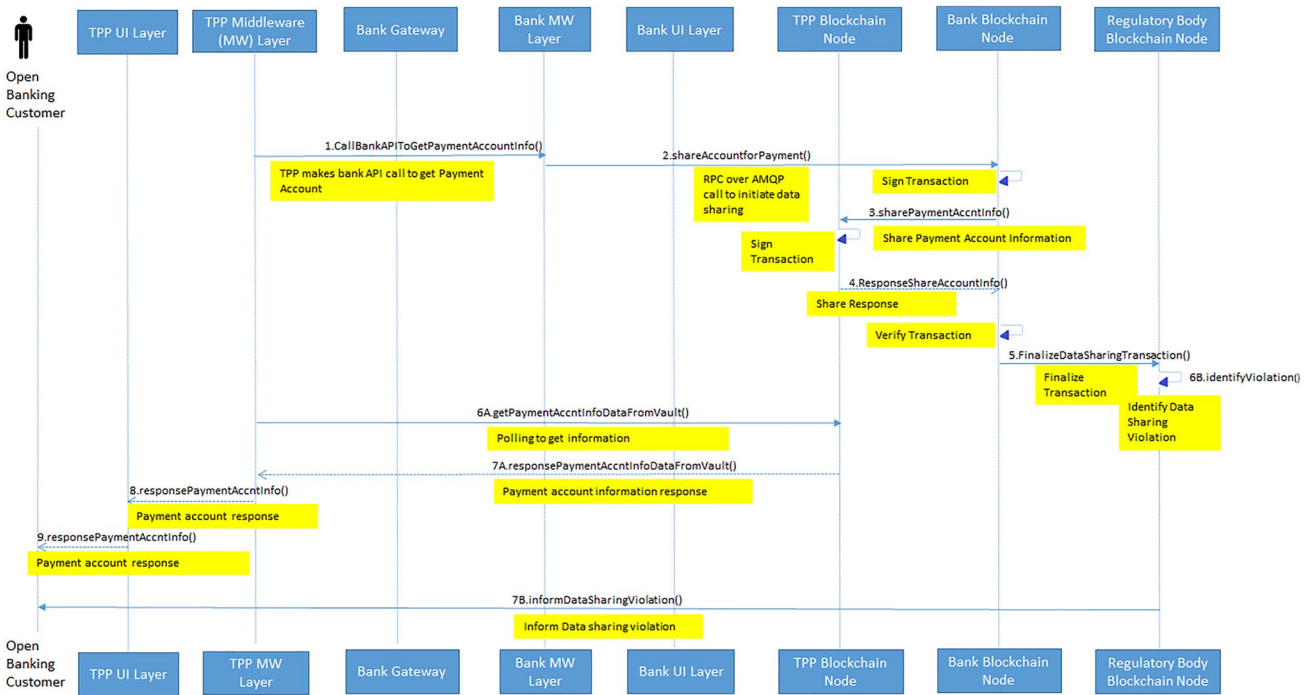 TPP UI Layer
TPP Middleware
(MW) Layer
Bank Gateway
Bank MW
Layer
Bank UI Layer
TPP Blockchain
Node
Bank Blockchain
Node
Regulatory Body
Blockchain Node
Open
Banking
Customer
1.CallBankAPIToGetPaymentAccountInfo()
TPP makes bank API call to get Payment
Account
2.shareAccountforPayment()
RPC over AMQP
call to initiate data
sharing
Sign Transaction
3.sharePaymentAccntInfo()
Share Payment Account Information
Sign
Transaction
4.ResponseShareAccountInfo()
Share Response
Verify Transaction
5.FinalizeDataSharingTransaction()
Finalize
Transaction
6B.identifyViolation()
Identify Data
Sharing
Violation
6A.getPaymentAccntInfoDataFromVault()
Polling to get information
7A.responsePaymentAccntInfoDataFromVault()
Payment account information response
8.responsePaymentAccntInfo()
Payment account response
9.responsePaymentAccntInfo()
Payment account response
7B.informDataSharingViolation()
Inform Data sharing violation
Open
Banking
Customer
TPP UI Layer
TPP MW
Layer
Bank Gateway
Bank MW
Layer
Bank UI Layer
TPP Blockchain
Node
Bank Blockchain
Node
Regulatory Body
Blockchain Node